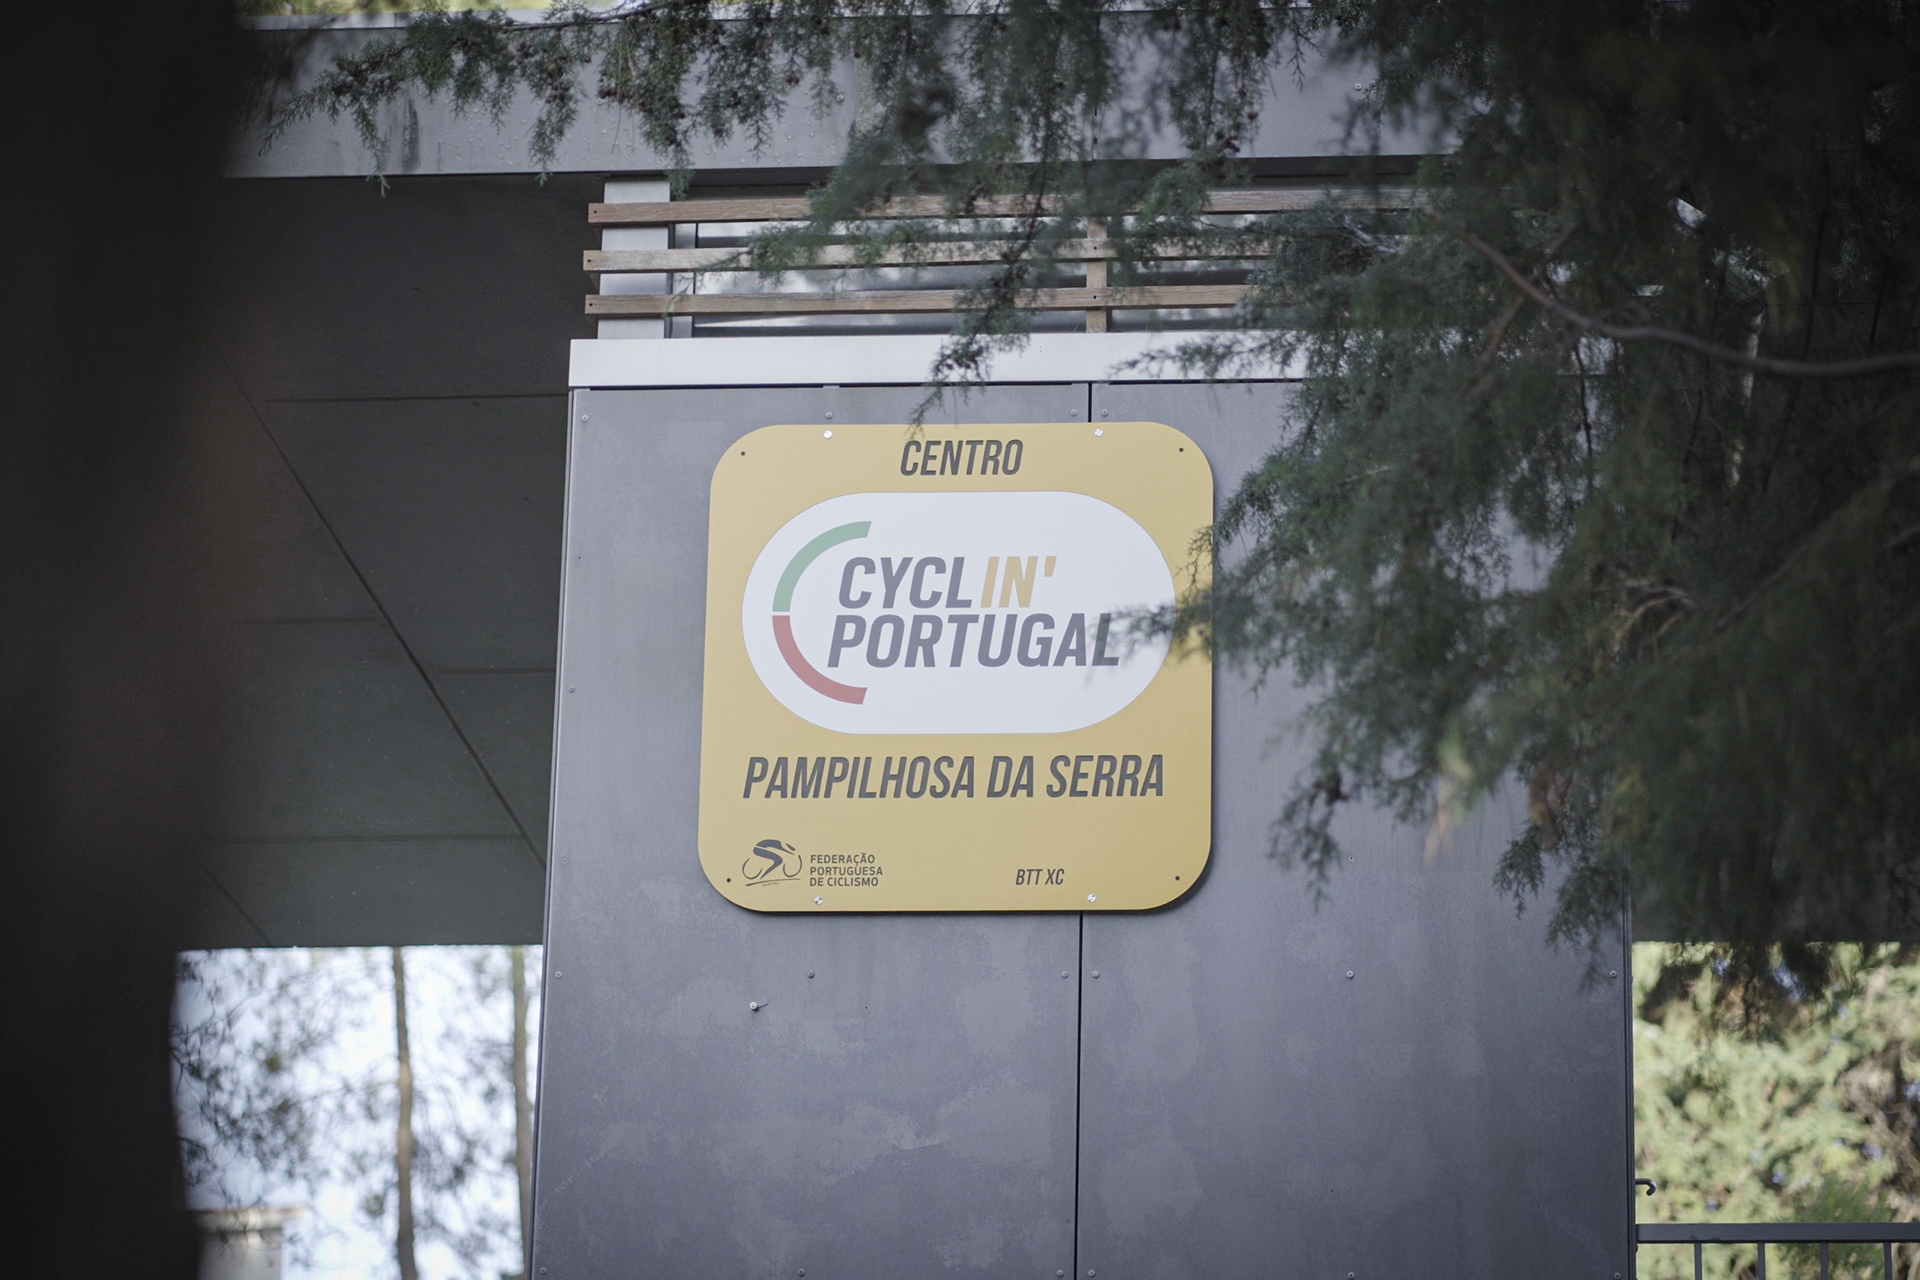 CENTRO
CYCLIN'
PORTUGAL
PAMPILHOSA DA SERRA
FEDERAÇÃO
PORTUGUESA
DE CICLISMO
BTT XC